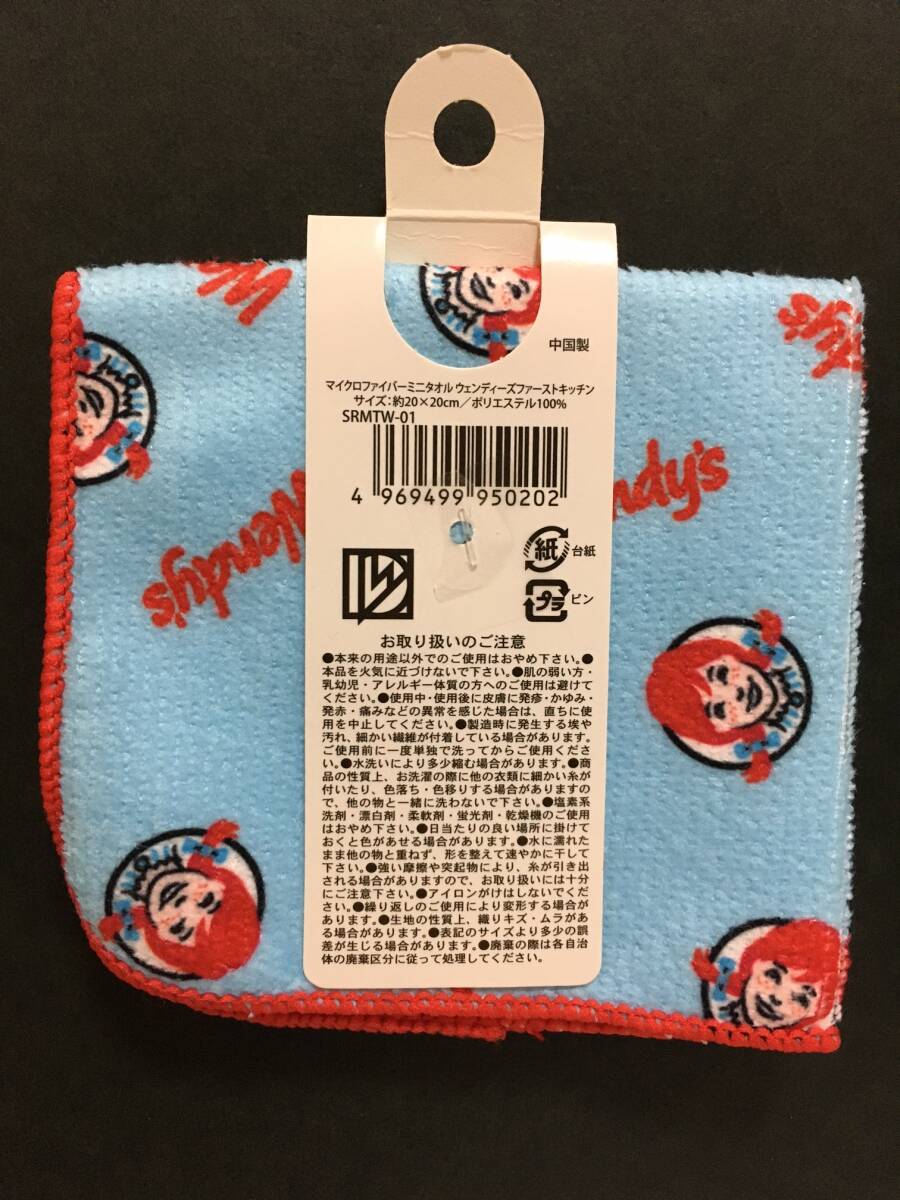 中国製
マイクロファイバーミニタオル ウェンディーズファーストキッチン
サイズ：約20×20cm／ポリエステル100%
SRMTW-01
4 969499 950202
紙 台紙
プラ ピン
お取り扱いのご注意
●本来の用途以外でのご使用はおやめ下さい。●
本品を火気に近づけないで下さい。●肌の弱い方・
乳幼児・アレルギー体質の方へのご使用は避けて
ください。●使用中・使用後に皮膚に発疹・かゆみ・
発赤・痛みなどの異常を感じた場合は、直ちに使
用を中止してください。●製造時に発生する埃や
汚れ、細かい繊維が付着している場合があります。
ご使用前に一度単独で洗ってからご使用くださ
い。●水洗いにより多少縮む場合があります。●商
品の性質上、お洗濯の際に他の衣類に細かい糸が
付いたり、色落ち・色移りする場合がありますの
で、他の物と一緒に洗わないで下さい。●塩素系
洗剤・漂白剤・柔軟剤・蛍光剤・乾燥機のご使用
はおやめ下さい。●日当たりの良い場所に掛けて
おくと色があせる場合があります。●水に濡れた
まま他の物と重ねず、形を整えて速やかに干して
下さい。●強い摩擦や突起物により、糸が引き出
される場合がありますので、お取り扱いには十分
にご注意下さい。●アイロンがけはしないでくだ
さい。●繰り返しのご使用により変形する場合が
あります。●生地の性質上、織りキズ・ムラがあ
る場合があります。●表記のサイズより多少の誤
差が生じる場合があります。●廃棄の際は各自治
体の廃棄区分に従って処理してください。
Wendy's
ndy's
y's
W